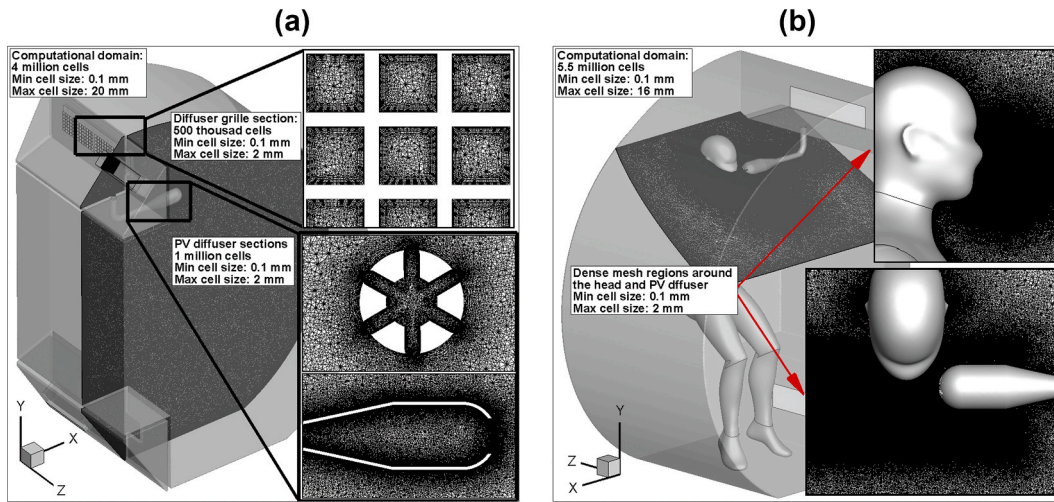 (a)
Computational domain:
4 million cells
Min cell size: 0.1 mm
Max cell size: 20 mm
Diffuser grille section:
500 thousad cells
Min cell size: 0.1 mm
Max cell size: 2 mm
PV diffuser sections
1 million cells
Min cell size: 0.1 mm
Max cell size: 2 mm
Y
X
Z
(b)
Computational domain:
5.5 million cells
Min cell size: 0.1 mm
Max cell size: 16 mm
Dense mesh regions around
the head and PV dffuser
Min cell size: 0.1 mm
Max cell size: 2 mm
Y
Z
X